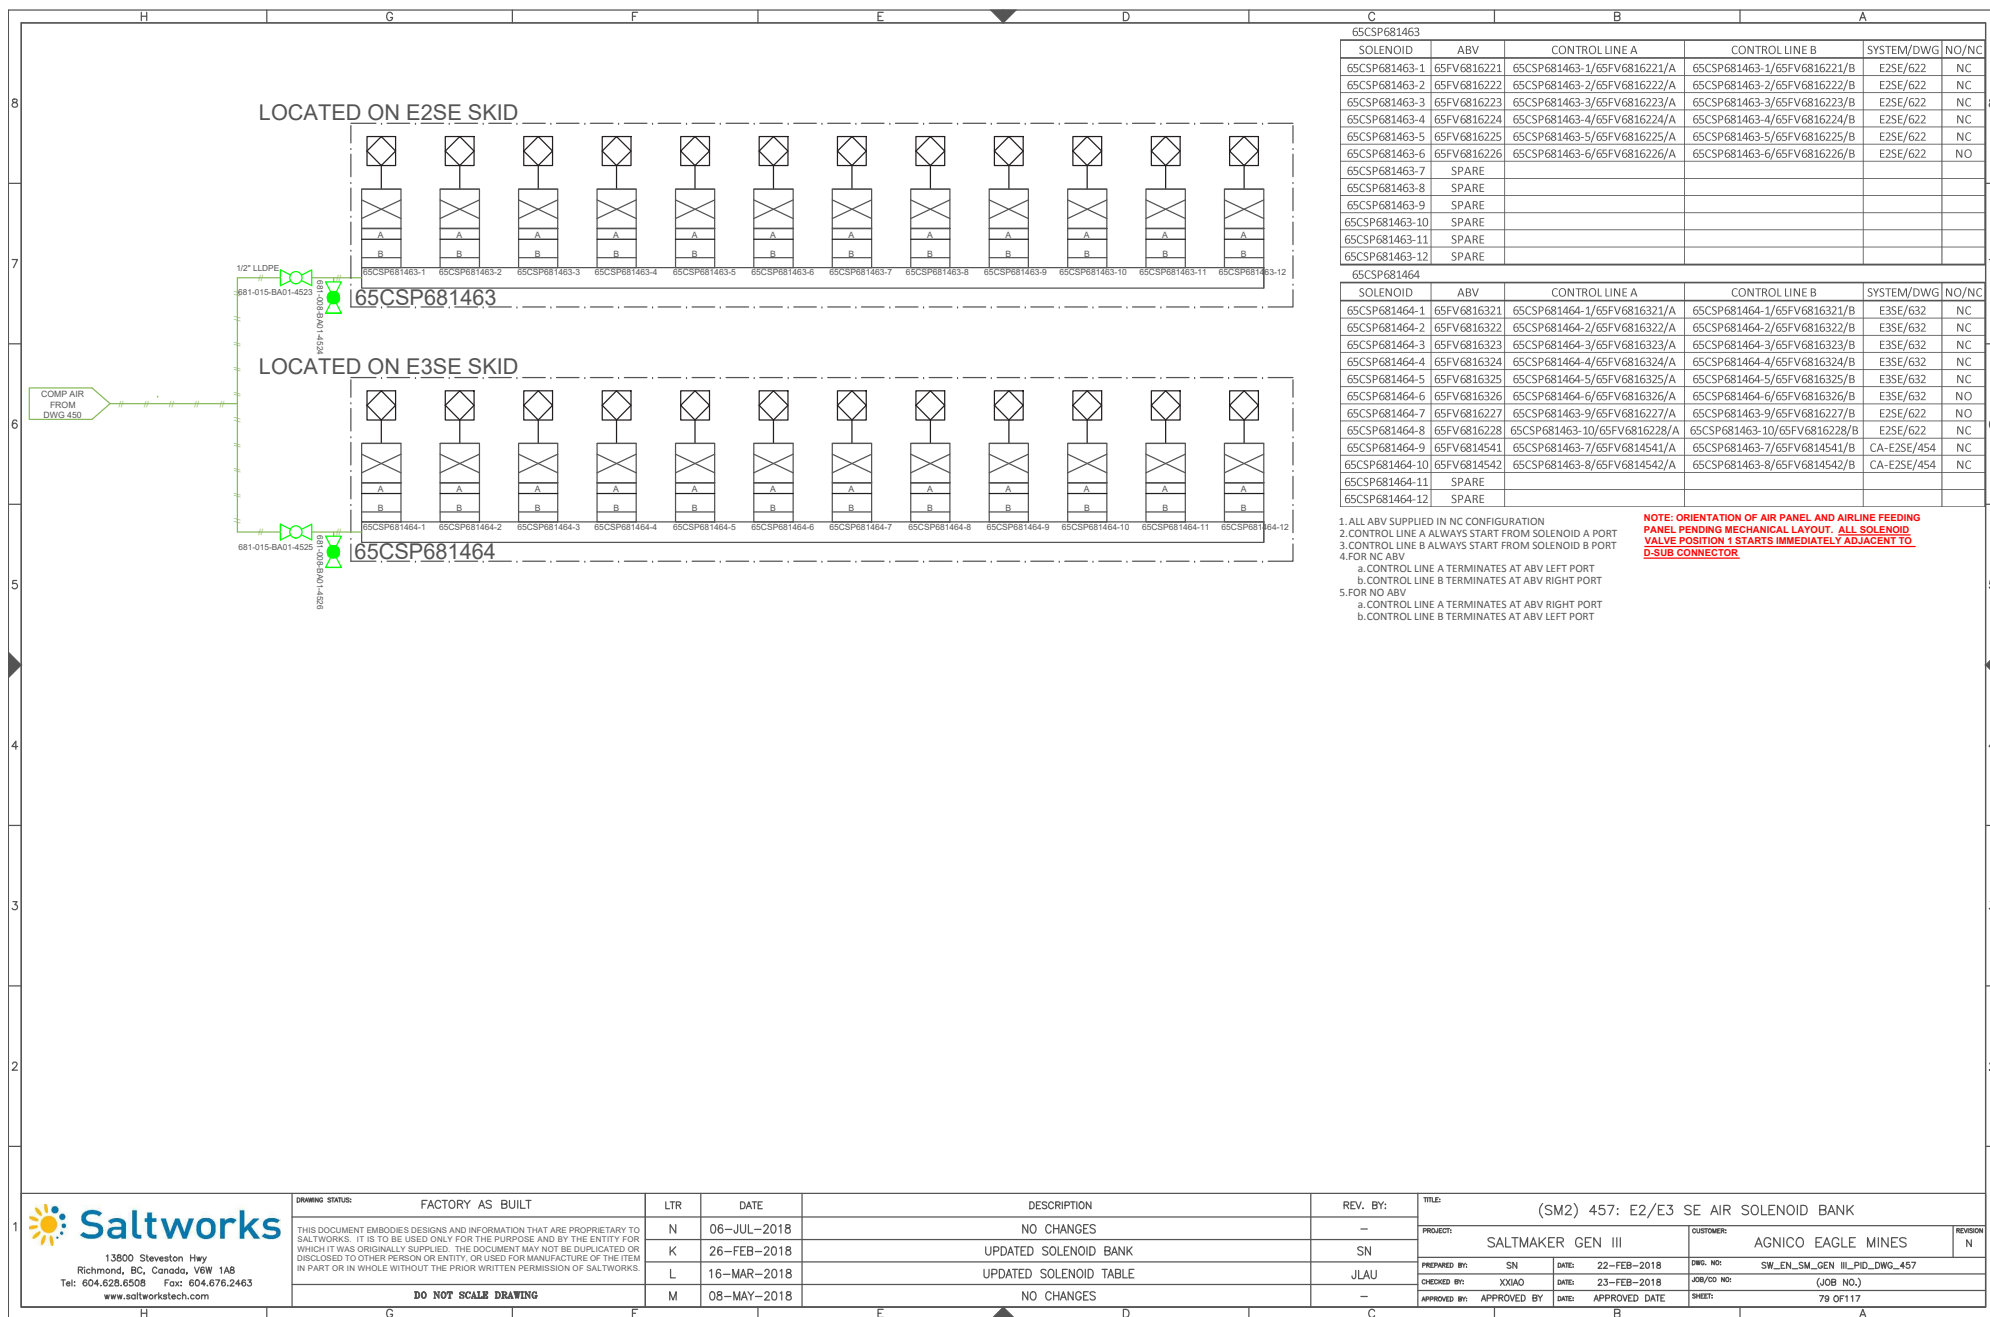 H G F E D C B A
65CSP681463
SOLENOID ABV CONTROL LINE A CONTROL LINE B SYSTEM/DWG NO/NC
65CSP681463-1 65FV6816221 65CSP681463-1/65FV6816221/A 65CSP681463-1/65FV6816221/B E2SE/622 NC
65CSP681463-2 65FV6816222 65CSP681463-2/65FV6816222/A 65CSP681463-2/65FV6816222/B E2SE/622 NC
65CSP681463-3 65FV6816223 65CSP681463-3/65FV6816223/A 65CSP681463-3/65FV6816223/B E2SE/622 NC
65CSP681463-4 65FV6816224 65CSP681463-4/65FV6816224/A 65CSP681463-4/65FV6816224/B E2SE/622 NC
65CSP681463-5 65FV6816225 65CSP681463-5/65FV6816225/A 65CSP681463-5/65FV6816225/B E2SE/622 NC
65CSP681463-6 65FV6816226 65CSP681463-6/65FV6816226/A 65CSP681463-6/65FV6816226/B E2SE/622 NO
65CSP681463-7 SPARE
65CSP681463-8 SPARE
65CSP681463-9 SPARE
65CSP681463-10 SPARE
65CSP681463-11 SPARE
65CSP681463-12 SPARE
65CSP681464
SOLENOID ABV CONTROL LINE A CONTROL LINE B SYSTEM/DWG NO/NC
65CSP681464-1 65FV6816321 65CSP681464-1/65FV6816321/A 65CSP681464-1/65FV6816321/B E3SE/632 NC
65CSP681464-2 65FV6816322 65CSP681464-2/65FV6816322/A 65CSP681464-2/65FV6816322/B E3SE/632 NC
65CSP681464-3 65FV6816323 65CSP681464-3/65FV6816323/A 65CSP681464-3/65FV6816323/B E3SE/632 NC
65CSP681464-4 65FV6816324 65CSP681464-4/65FV6816324/A 65CSP681464-4/65FV6816324/B E3SE/632 NC
65CSP681464-5 65FV6816325 65CSP681464-5/65FV6816325/A 65CSP681464-5/65FV6816325/B E3SE/632 NC
65CSP681464-6 65FV6816326 65CSP681464-6/65FV6816326/A 65CSP681464-6/65FV6816326/B E3SE/632 NO
65CSP681464-7 65FV6816227 65CSP681463-9/65FV6816227/A 65CSP681463-9/65FV6816227/B E2SE/622 NO
65CSP681464-8 65FV6816228 65CSP681463-10/65FV6816228/A 65CSP681463-10/65FV6816228/B E2SE/622 NC
65CSP681464-9 65FV6814541 65CSP681463-7/65FV6814541/A 65CSP681463-7/65FV6814541/B CA-E2SE/454 NC
65CSP681464-10 65FV6814542 65CSP681463-8/65FV6814542/A 65CSP681463-8/65FV6814542/B CA-E2SE/454 NC
65CSP681464-11 SPARE
65CSP681464-12 SPARE
1.ALL ABV SUPPLIED IN NC CONFIGURATION
2.CONTROL LINE A ALWAYS START FROM SOLENOID A PORT
3.CONTROL LINE B ALWAYS START FROM SOLENOID B PORT
4.FOR NC ABV
a.CONTROL LINE A TERMINATES AT ABV LEFT PORT
b.CONTROL LINE B TERMINATES AT ABV RIGHT PORT
5.FOR NO ABV
a.CONTROL LINE A TERMINATES AT ABV RIGHT PORT
b.CONTROL LINE B TERMINATES AT ABV LEFT PORT
NOTE: ORIENTATION OF AIR PANEL AND AIRLINE FEEDING
PANEL PENDING MECHANICAL LAYOUT. ALL SOLENOID
VALVE POSITION 1 STARTS IMMEDIATELY ADJACENT TO
D-SUB CONNECTOR
8
7
6
5
4
3
2
1
LOCATED ON E2SE SKID
A A A A A A A A A A A A
B B B B B B B B B B B B
65CSP681463-1 65CSP681463-2 65CSP681463-3 65CSP681463-4 65CSP681463-5 65CSP681463-6 65CSP681463-7 65CSP681463-8 65CSP681463-9 65CSP681463-10 65CSP681463-11 65CSP681463-12
1/2" LLDPE
681-015-BA01-4523
681-008-BA01-4524
65CSP681463
LOCATED ON E3SE SKID
COMP AIR
FROM
DWG 450
A A A A A A A A A A A A
B B B B B B B B B B B B
65CSP681464-1 65CSP681464-2 65CSP681464-3 65CSP681464-4 65CSP681464-5 65CSP681464-6 65CSP681464-7 65CSP681464-8 65CSP681464-9 65CSP681464-10 65CSP681464-11 65CSP681464-12
681-015-BA01-4525
681-008-BA01-4526
65CSP681464
Saltworks
13800 Steveston Hwy
Richmond, BC, Canada, V6W 1A8
Tel: 604.628.6508 Fax: 604.676.2463
www.saltworkstech.com
DRAWING STATUS: FACTORY AS BUILT
THIS DOCUMENT EMBODIES DESIGNS AND INFORMATION THAT ARE PROPRIETARY TO
SALTWORKS. IT IS TO BE USED ONLY FOR THE PURPOSE AND BY THE ENTITY FOR
WHICH IT WAS ORIGINALLY SUPPLIED. THE DOCUMENT MAY NOT BE DUPLICATED OR
DISCLOSED TO OTHER PERSON OR ENTITY, OR USED FOR MANUFACTURE OF THE ITEM
IN PART OR IN WHOLE WITHOUT THE PRIOR WRITTEN PERMISSION OF SALTWORKS.
DO NOT SCALE DRAWING
LTR DATE DESCRIPTION REV. BY:
N 06-JUL-2018 NO CHANGES -
K 26-FEB-2018 UPDATED SOLENOID BANK SN
L 16-MAR-2018 UPDATED SOLENOID TABLE JLAU
M 08-MAY-2018 NO CHANGES -
TITLE:
(SM2) 457: E2/E3 SE AIR SOLENOID BANK
PROJECT: SALTMAKER GEN III CUSTOMER: AGNICO EAGLE MINES REVISION N
PREPARED BY: SN DATE: 22-FEB-2018 DWG. NO: SW_EN_SM_GEN III_PID_DWG_457
CHECKED BY: XXIAO DATE: 23-FEB-2018 JOB/CO NO: (JOB NO.)
APPROVED BY: APPROVED BY DATE: APPROVED DATE SHEET: 79 OF117
H G F E D C B A